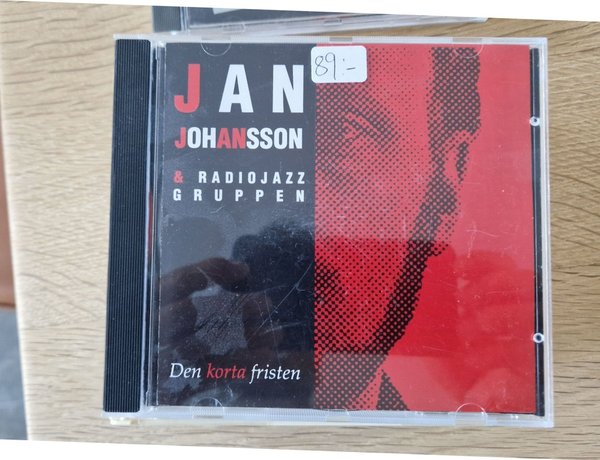 89:-
JAN
JOHANSSON
& RADIOJAZZ
GRUPPEN
Den korta fristen